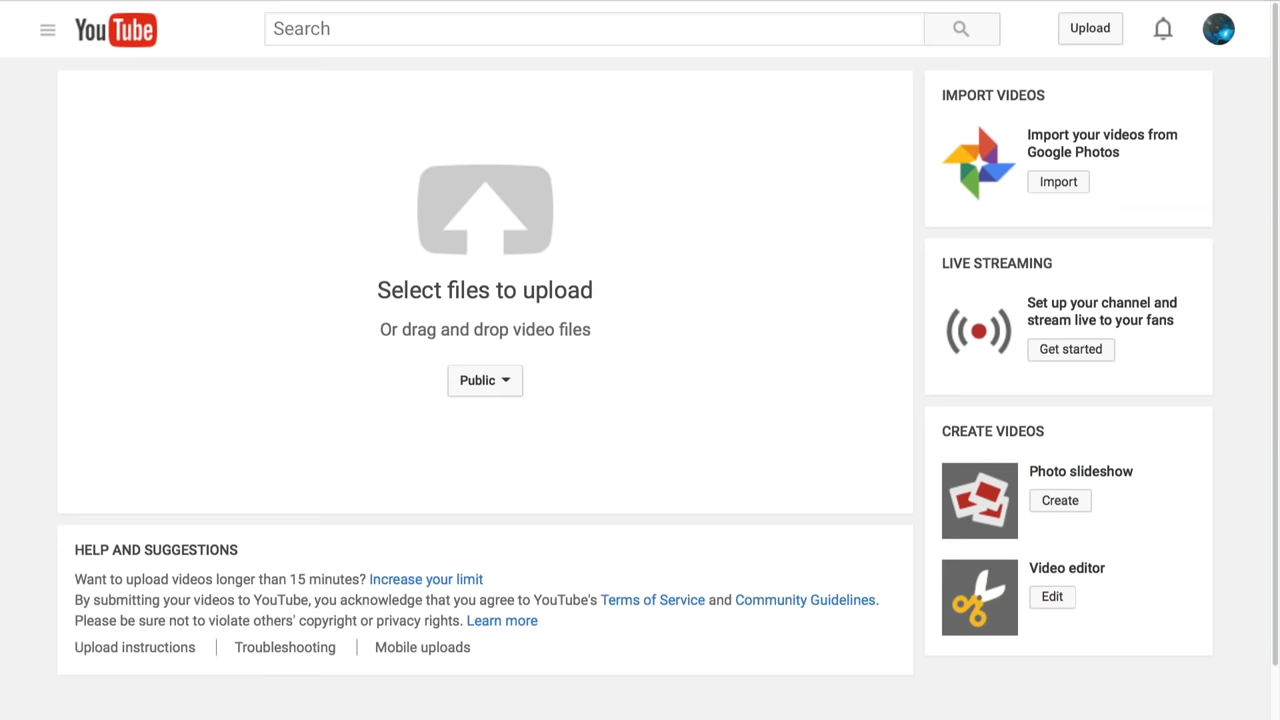 YouTube
Search
Upload
Select files to upload
Or drag and drop video files
Public
HELP AND SUGGESTIONS
Want to upload videos longer than 15 minutes? Increase your limit
By submitting your videos to YouTube, you acknowledge that you agree to YouTube's Terms of Service and Community Guidelines.
Please be sure not to violate others' copyright or privacy rights. Learn more
Upload instructions
Troubleshooting
Mobile uploads
IMPORT VIDEOS
Import your videos from
Google Photos
Import
LIVE STREAMING
Set up your channel and
stream live to your fans
Get started
CREATE VIDEOS
Photo slideshow
Create
Video editor
Edit